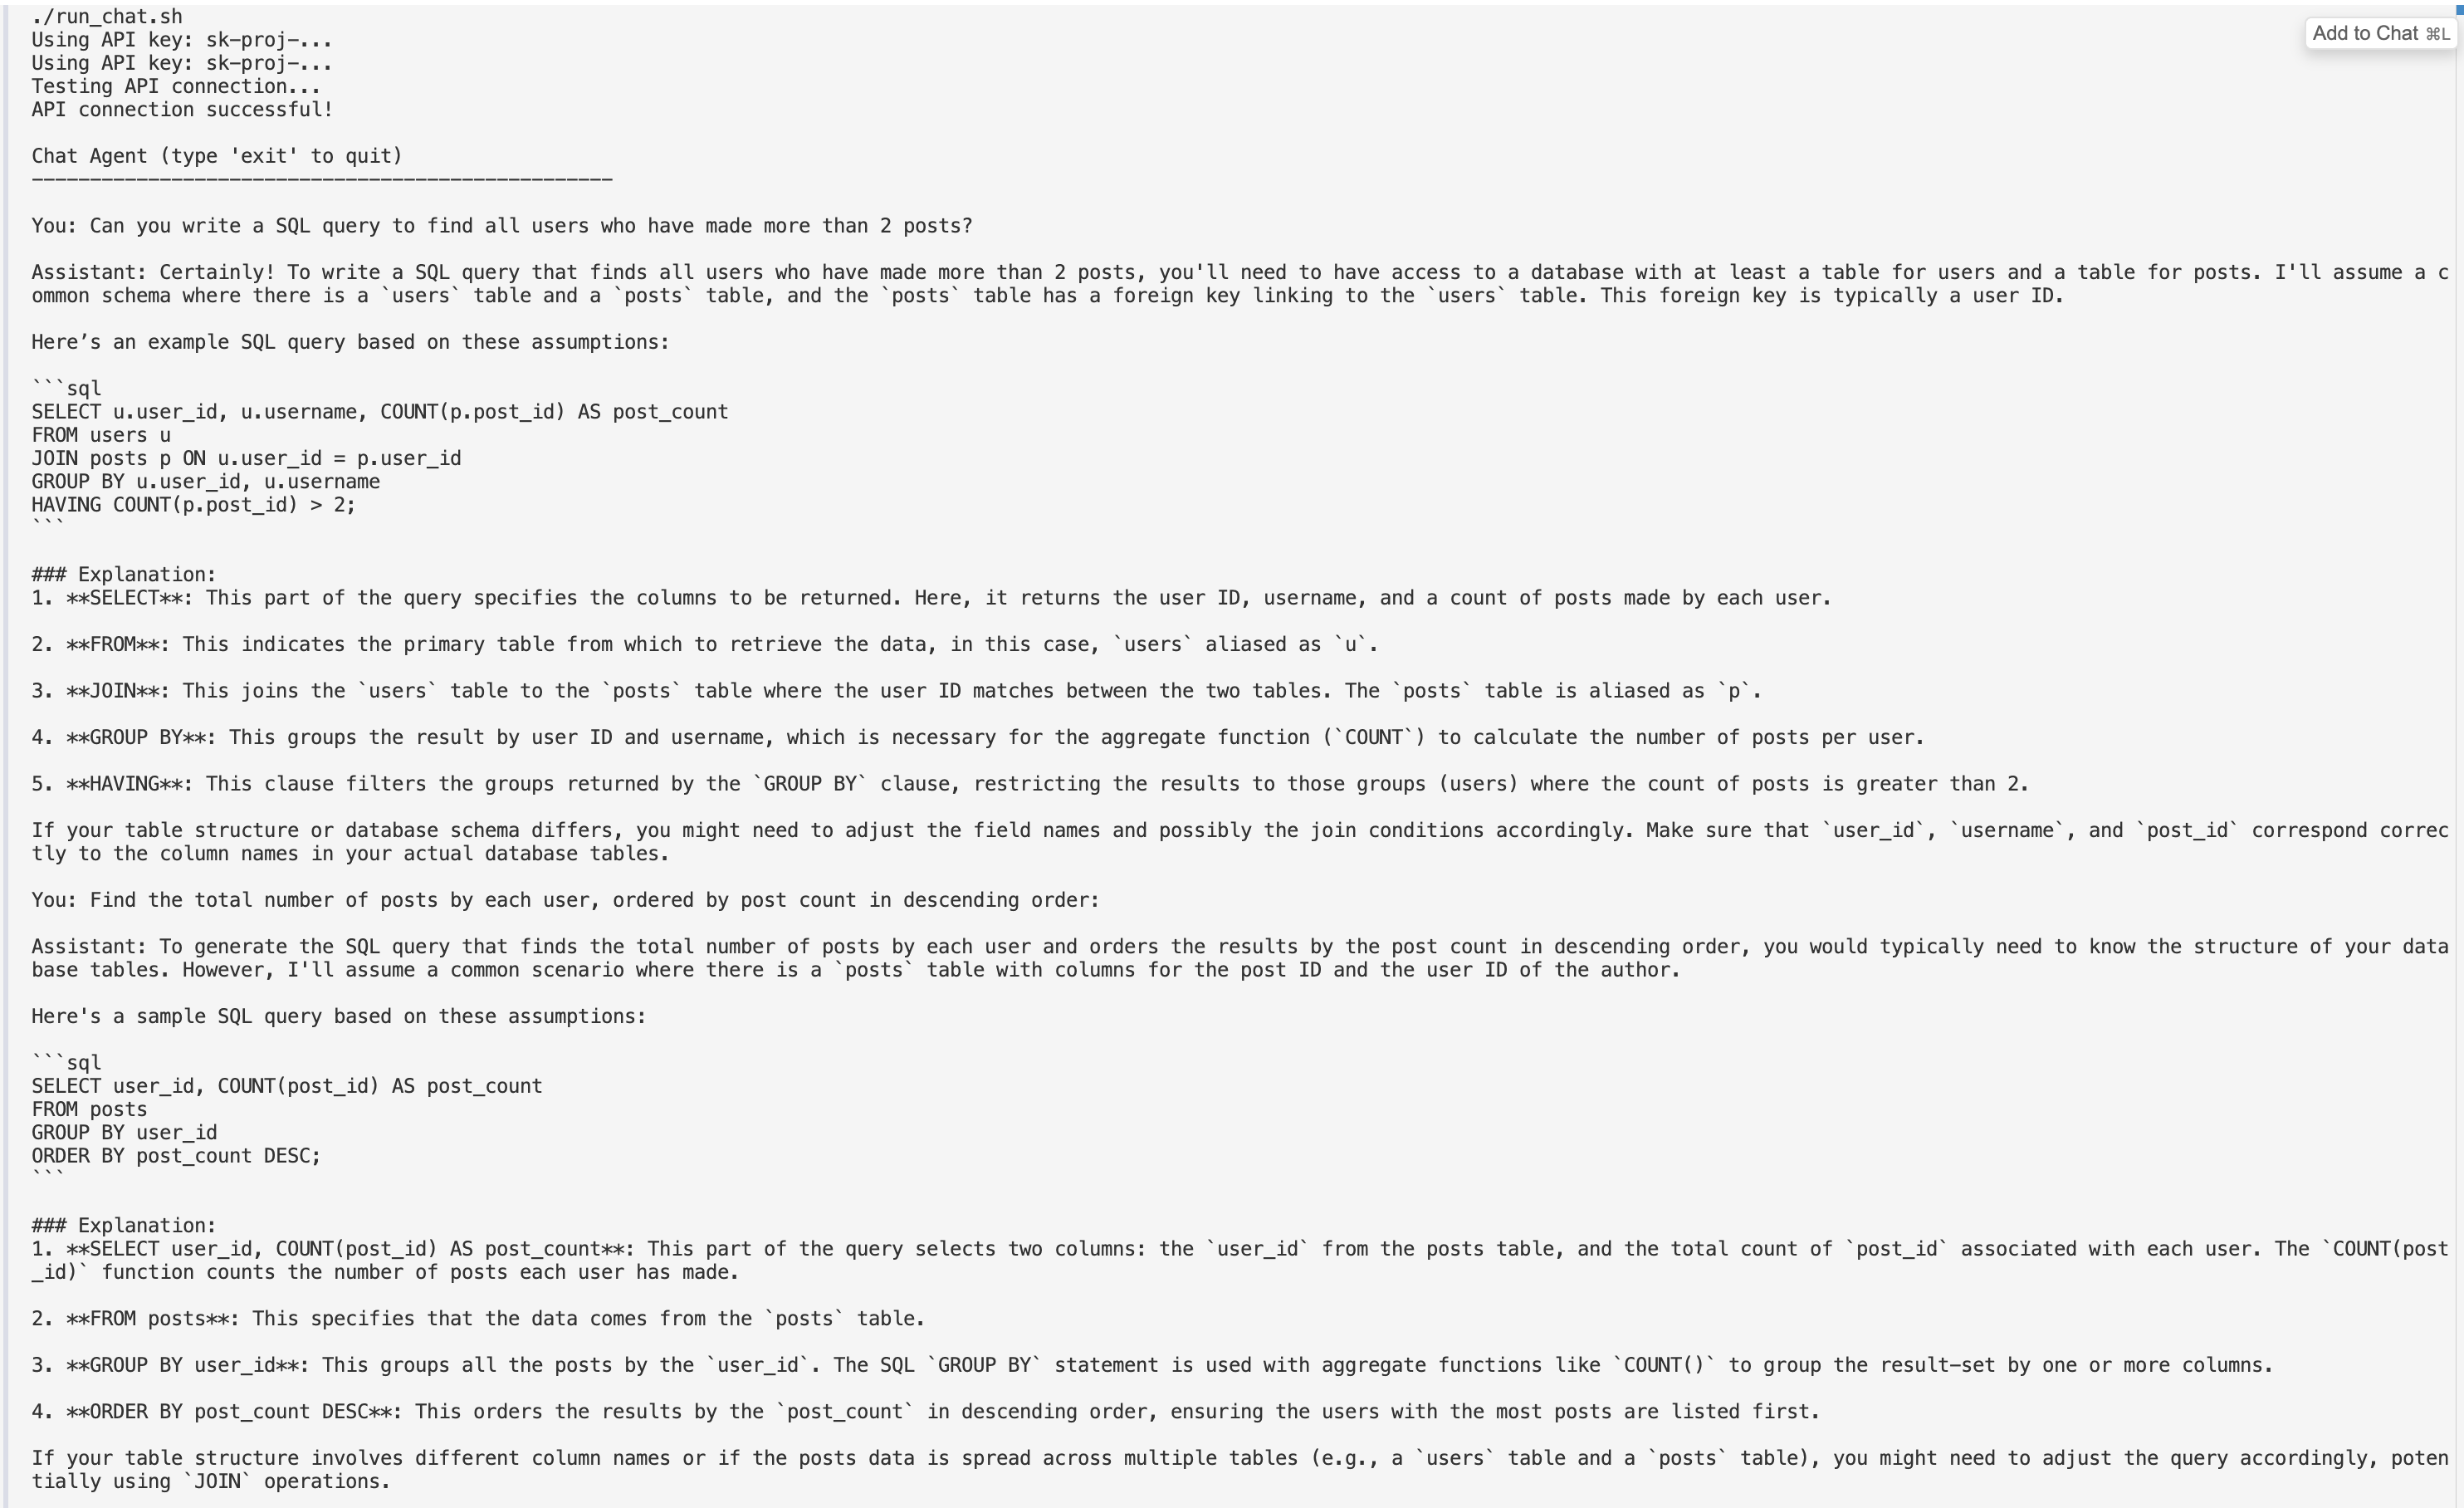 ./run_chat.sh
Add to Chat ⌘L
Using API key: sk-proj-...
Using API key: sk-proj-...
Testing API connection...
API connection successful!
Chat Agent (type 'exit' to quit)
--------------------------------------------------
You: Can you write a SQL query to find all users who have made more than 2 posts?
Assistant: Certainly! To write a SQL query that finds all users who have made more than 2 posts, you'll need to have access to a database with at least a table for users and a table for posts. I'll assume a c
ommon schema where there is a `users` table and a `posts` table, and the `posts` table has a foreign key linking to the `users` table. This foreign key is typically a user ID.
Here’s an example SQL query based on these assumptions:
```sql
SELECT u.user_id, u.username, COUNT(p.post_id) AS post_count
FROM users u
JOIN posts p ON u.user_id = p.user_id
GROUP BY u.user_id, u.username
HAVING COUNT(p.post_id) > 2;
```
### Explanation:
1. **SELECT**: This part of the query specifies the columns to be returned. Here, it returns the user ID, username, and a count of posts made by each user.
2. **FROM**: This indicates the primary table from which to retrieve the data, in this case, `users` aliased as `u`.
3. **JOIN**: This joins the `users` table to the `posts` table where the user ID matches between the two tables. The `posts` table is aliased as `p`.
4. **GROUP BY**: This groups the result by user ID and username, which is necessary for the aggregate function (`COUNT`) to calculate the number of posts per user.
5. **HAVING**: This clause filters the groups returned by the `GROUP BY` clause, restricting the results to those groups (users) where the count of posts is greater than 2.
If your table structure or database schema differs, you might need to adjust the field names and possibly the join conditions accordingly. Make sure that `user_id`, `username`, and `post_id` correspond correc
tly to the column names in your actual database tables.
You: Find the total number of posts by each user, ordered by post count in descending order:
Assistant: To generate the SQL query that finds the total number of posts by each user and orders the results by the post count in descending order, you would typically need to know the structure of your data
base tables. However, I'll assume a common scenario where there is a `posts` table with columns for the post ID and the user ID of the author.
Here's a sample SQL query based on these assumptions:
```sql
SELECT user_id, COUNT(post_id) AS post_count
FROM posts
GROUP BY user_id
ORDER BY post_count DESC;
```
### Explanation:
1. **SELECT user_id, COUNT(post_id) AS post_count**: This part of the query selects two columns: the `user_id` from the posts table, and the total count of `post_id` associated with each user. The `COUNT(post
_id)` function counts the number of posts each user has made.
2. **FROM posts**: This specifies that the data comes from the `posts` table.
3. **GROUP BY user_id**: This groups all the posts by the `user_id`. The SQL `GROUP BY` statement is used with aggregate functions like `COUNT()` to group the result-set by one or more columns.
4. **ORDER BY post_count DESC**: This orders the results by the `post_count` in descending order, ensuring the users with the most posts are listed first.
If your table structure involves different column names or if the posts data is spread across multiple tables (e.g., a `users` table and a `posts` table), you might need to adjust the query accordingly, poten
tially using `JOIN` operations.